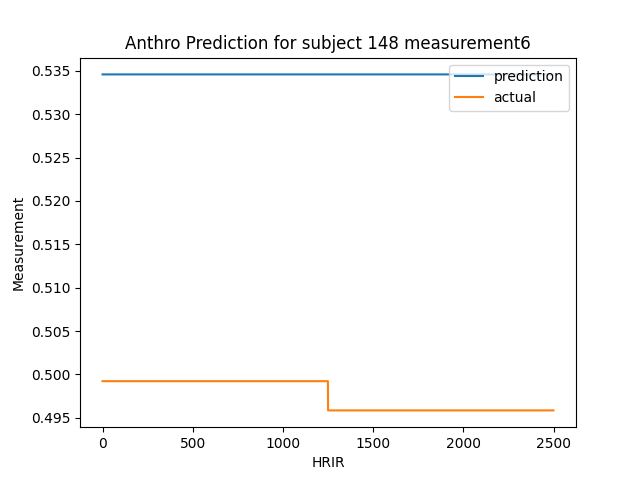 Anthro Prediction for subject 148 measurement6
0.535
0.530
0.525
0.520
0.515
0.510
0.505
0.500
0.495
Measurement
prediction
actual
0 500 1000 1500 2000 2500
HRIR